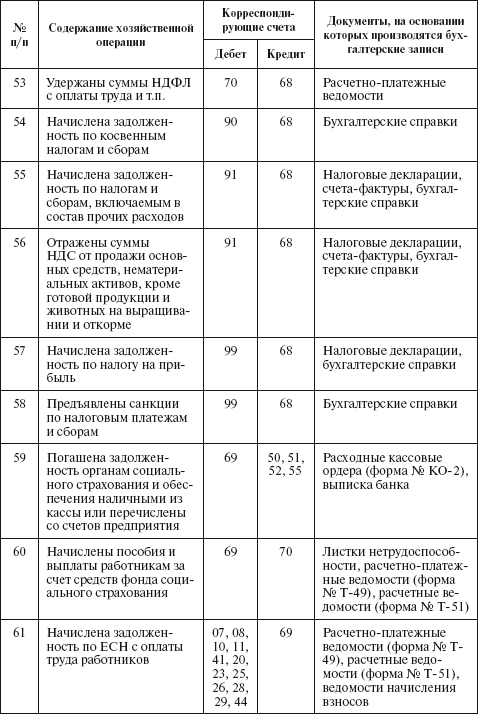 №
п/п
Содержание хозяйственной
операции
Корреспонди-
рующие счета
Дебет
Кредит
Документы, на основании
которых производятся бух-
галтерские записи
53
Удержаны суммы НДФЛ
с оплаты труда и т.п.
70
68
Расчетно-платежные
ведомости
54
Начислена задолжен-
ность по косвенным
налогам и сборам
90
68
Бухгалтерские справки
55
Начислена задолжен-
ность по налогам и
сборам, включаемым в
состав прочих расходов
91
68
Налоговые декларации,
счета-фактуры, бухгал-
терские справки
56
Отражены суммы
НДС от продажи основ-
ных средств, нематери-
альных активов, кроме
готовой продукции и
животных на выращива-
нии и откорме
91
68
Налоговые декларации,
счета-фактуры, бухгал-
терские справки
57
Начислена задолжен-
ность по налогу на при-
быль
99
68
Налоговые декларации,
бухгалтерские справки
58
Предъявлены санкции
по налоговым платежам
и сборам
99
68
Бухгалтерские справки
59
Погашена задолжен-
ность органам социаль-
ного страхования и обес-
печения наличными из
кассы или перечислены
со счетов предприятия
69
50, 51,
52, 55
Расходные кассовые
ордера (форма № КО-2),
выписка банка
60
Начислены пособия и
выплаты работникам за
счет средств фонда соци-
ального страхования
69
70
Листки нетрудоспособ-
ности, расчетно-платеж-
ные ведомости (форма
№ Т-49), расчетные ве-
домости (форма № Т-51)
61
Начислена задолжен-
ность по ЕСН с оплаты
труда работников
07, 08,
10, 11,
41, 20,
23, 25,
26, 28,
29, 44
69
Расчетно-платежные
ведомости (форма № Т-
49), расчетные ведо-
мости (форма № Т-51),
ведомости начисления
взносов